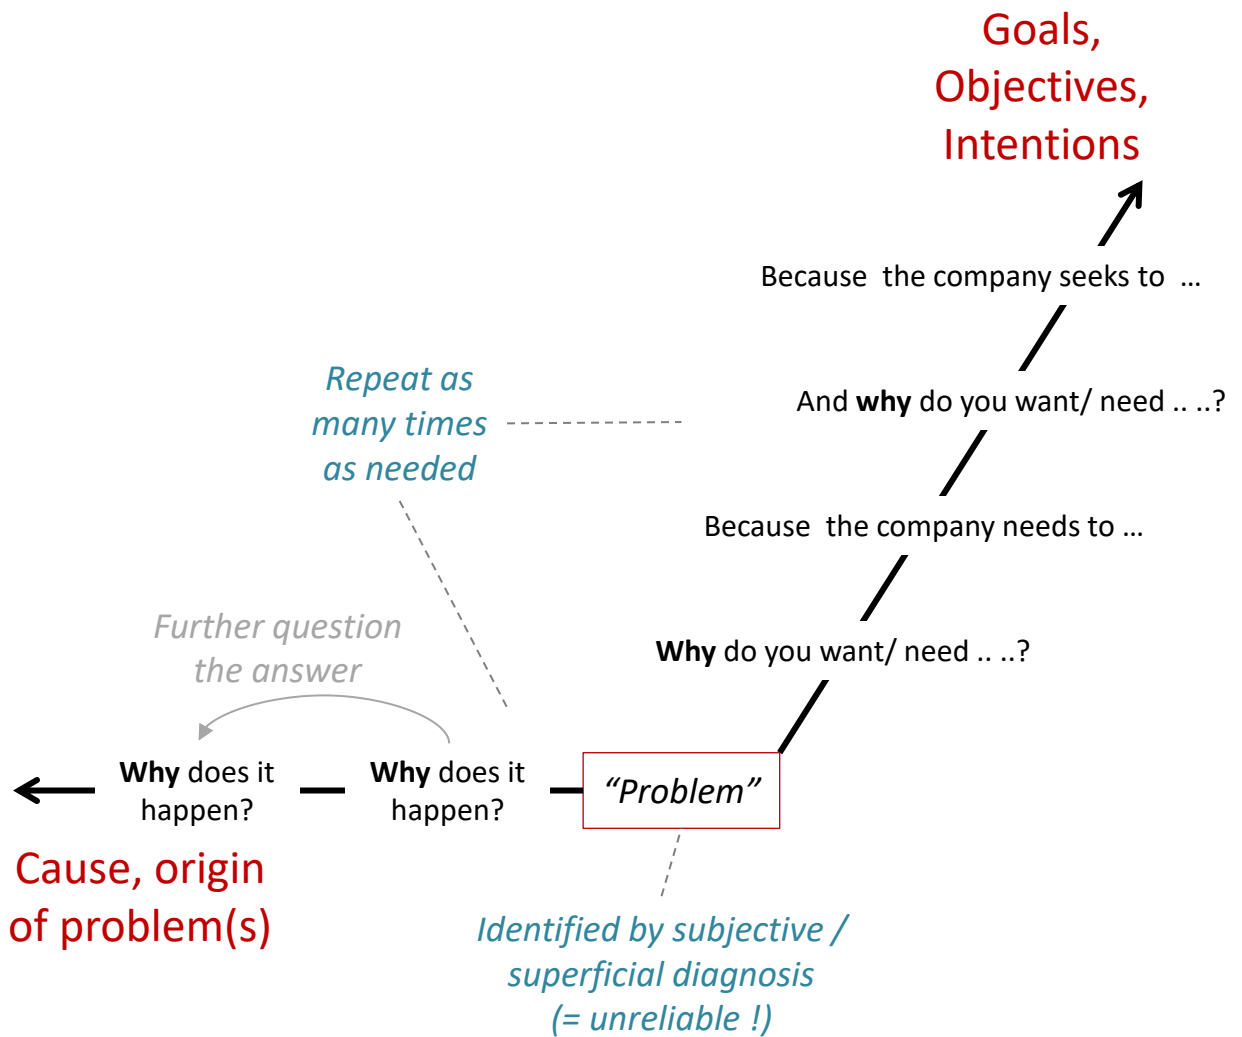 Goals,
Objectives,
Intentions
Because  the company seeks to  ...
Repeat as
many times
as needed
And why do you want/ need .. ..?
Because  the company needs to ...
Further question
the answer
Why do you want/ need .. ..?
Why does it
happen?
Why does it
happen?
“Problem”
Cause, origin
of problem(s)
Identified by subjective /
superficial diagnosis
(= unreliable !)